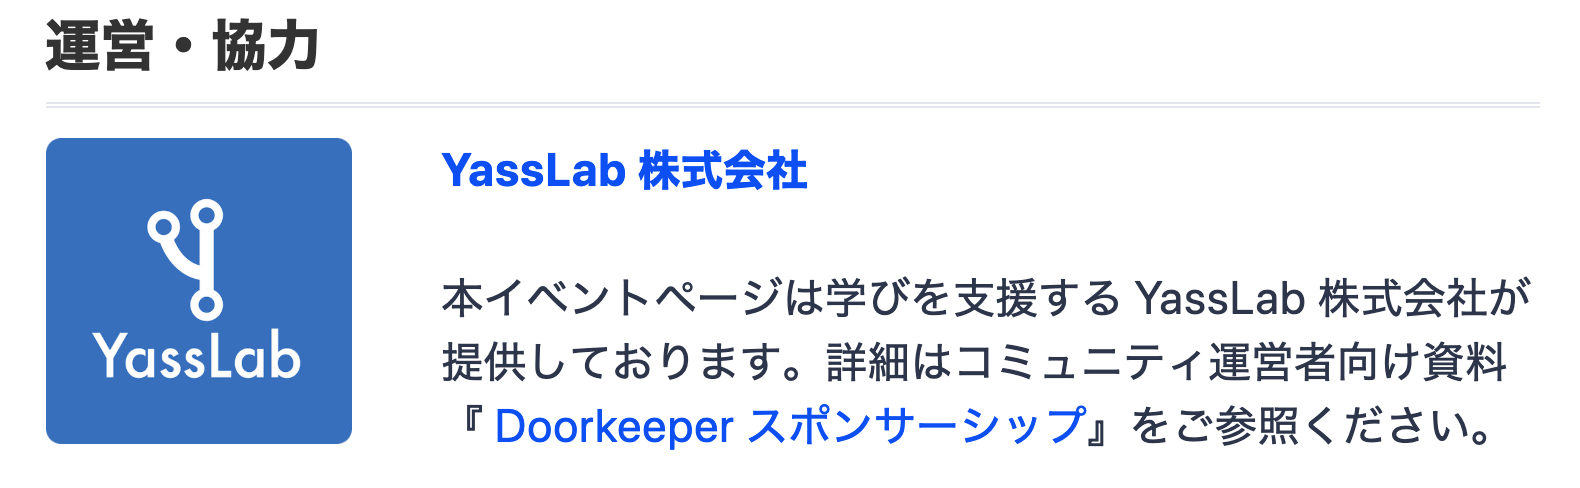 運営・協力
YassLab
YassLab 株式会社
本イベントページは学びを支援する YassLab 株式会社が
提供しております。詳細はコミュニティ運営者向け資料
『 Doorkeeper スポンサーシップ』をご参照ください。